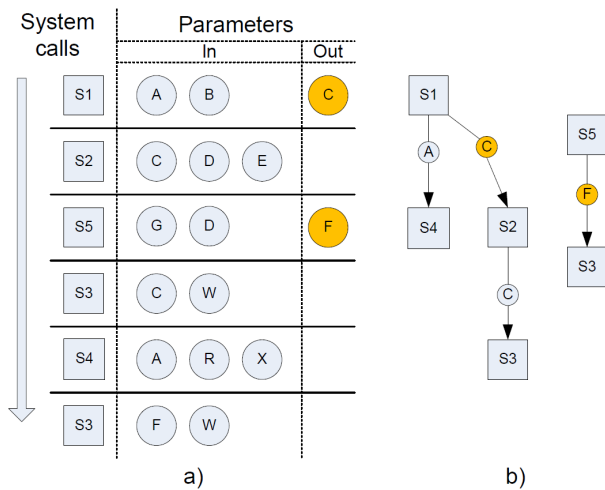 System calls
Parameters
In Out
S1 A B C
S2 C D E
S5 G D F
S3 C W
S4 A R X
S3 F W
a)
S1
S5
A C
F
S4 S2
S3
C
S3
b)